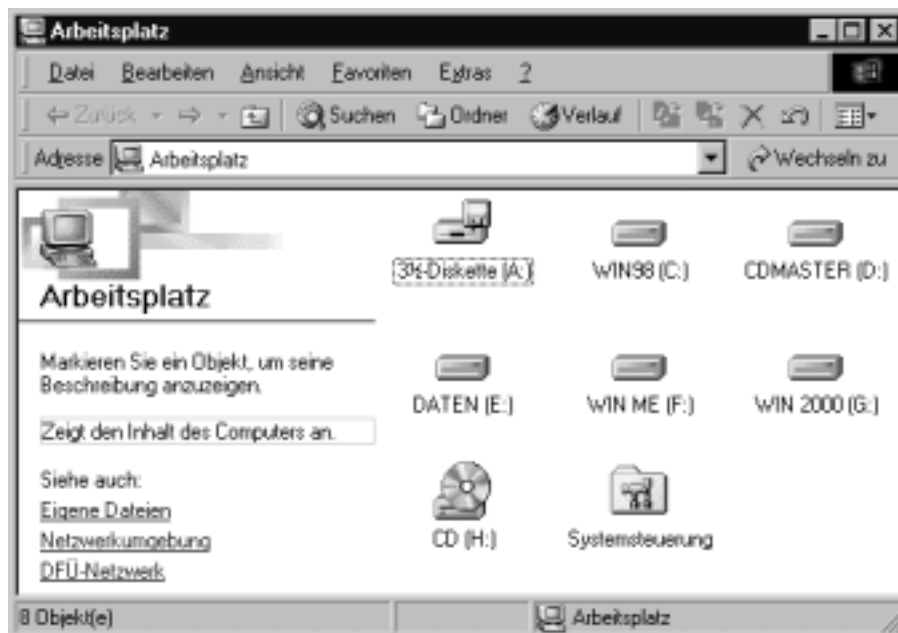 Arbeitsplatz
Datei Bearbeiten Ansicht Favoriten Extras ?
Zurück Suchen Ordner Verlauf
Adresse Arbeitsplatz Wechseln zu
Arbeitsplatz
Markieren Sie ein Objekt, um seine
Beschreibung anzuzeigen.
Zeigt den Inhalt des Computers an.
Siehe auch:
Eigene Dateien
Netzwerkumgebung
DFÜ-Netzwerk
3½-Diskette (A:) WIN98 (C:) CDMASTER (D:)
DATEN (E:) WIN ME (F:) WIN 2000 (G:)
CD (H:) Systemsteuerung
8 Objekt(e) Arbeitsplatz